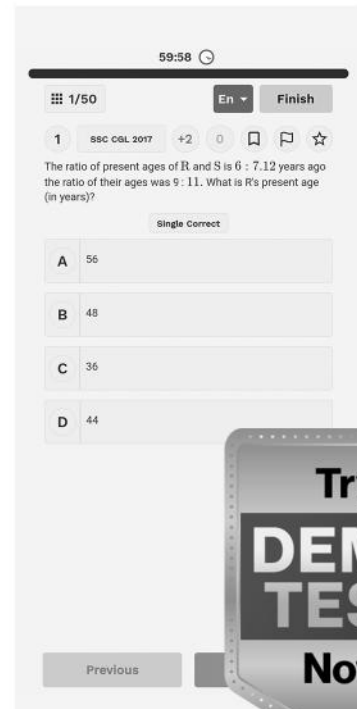 59:58
1/50
En
Finish
1
SSC CGL 2017
+2
0
The ratio of present ages of R and S is 6 : 7.12 years ago
the ratio of their ages was 9 : 11. What is R's present age
(in years)?
Single Correct
A
56
B
48
C
36
D
44
DEM
No
Previous